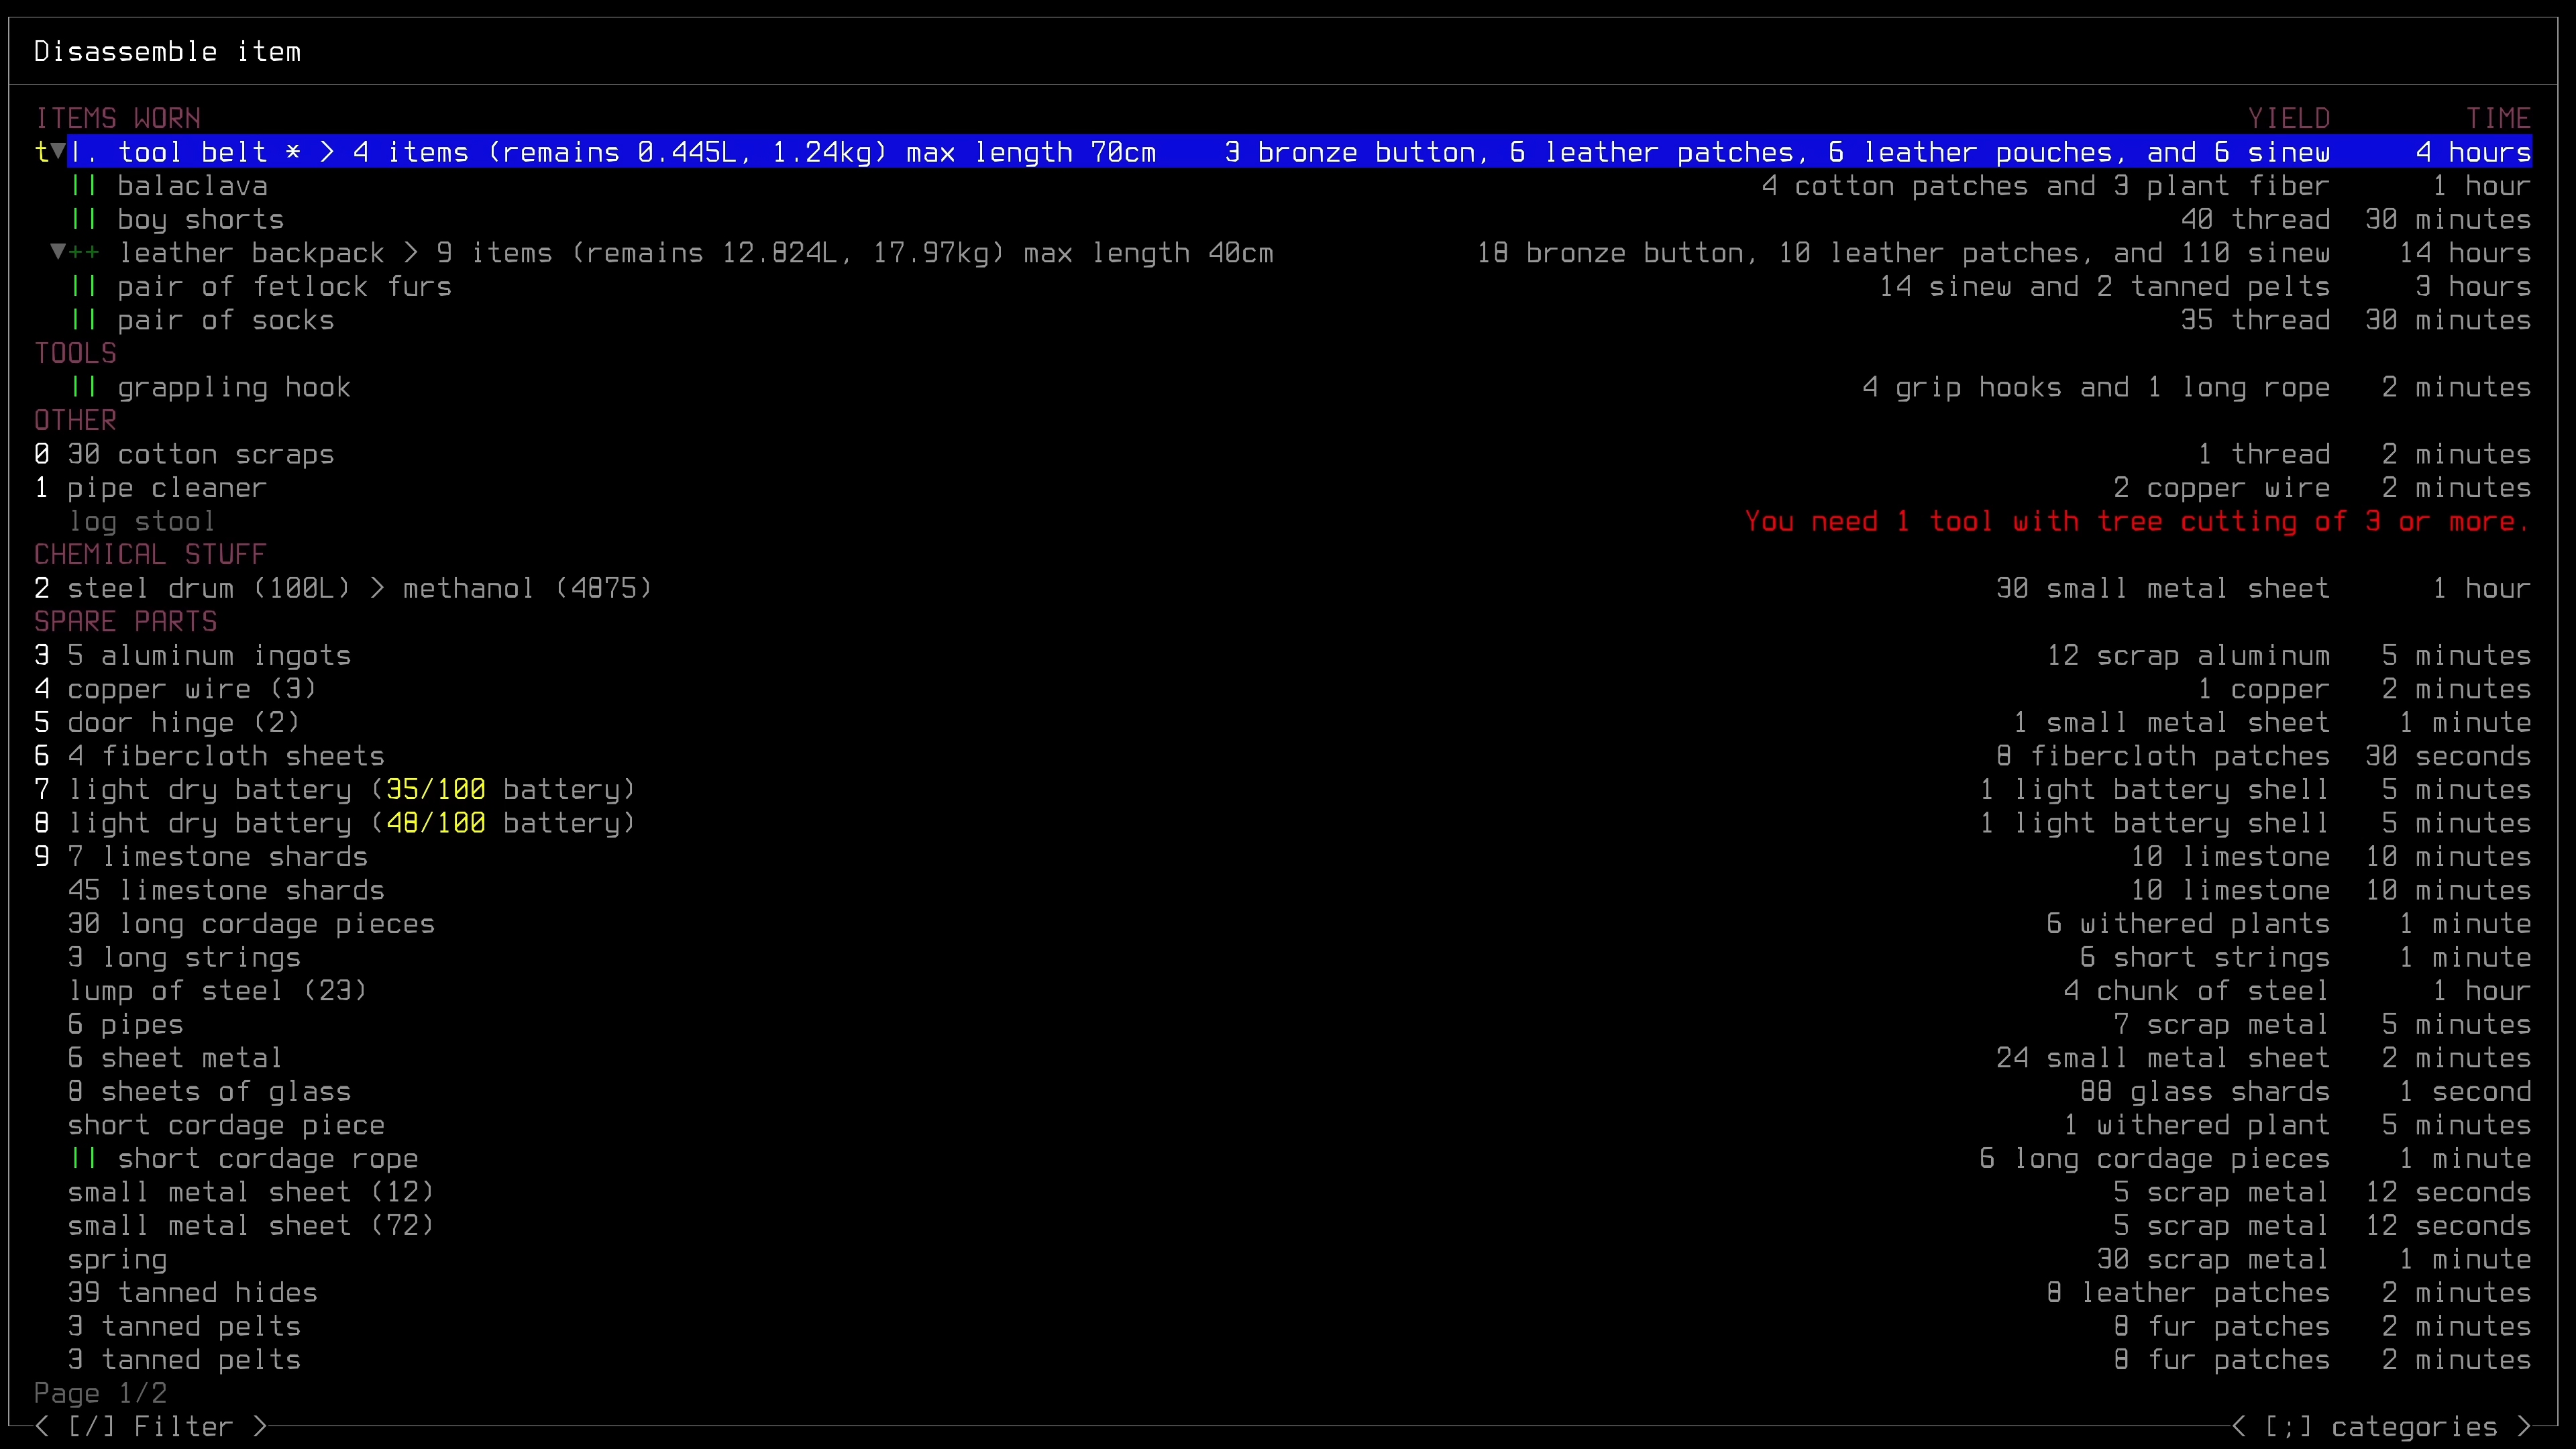 Disassemble item
ITEMS WORN YIELD TIME
t▼|. tool belt * > 4 items (remains 0.445L, 1.24kg) max length 70cm 3 bronze button, 6 leather patches, 6 leather pouches, and 6 sinew 4 hours
|| balaclava 4 cotton patches and 3 plant fiber 1 hour
|| boy shorts 40 thread 30 minutes
▼++ leather backpack > 9 items (remains 12.824L, 17.97kg) max length 40cm 18 bronze button, 10 leather patches, and 110 sinew 14 hours
|| pair of fetlock furs 14 sinew and 2 tanned pelts 3 hours
|| pair of socks 35 thread 30 minutes
TOOLS
|| grappling hook 4 grip hooks and 1 long rope 2 minutes
OTHER
0 30 cotton scraps 1 thread 2 minutes
1 pipe cleaner 2 copper wire 2 minutes
log stool You need 1 tool with tree cutting of 3 or more.
CHEMICAL STUFF
2 steel drum (100L) > methanol (4875) 30 small metal sheet 1 hour
SPARE PARTS
3 5 aluminum ingots 12 scrap aluminum 5 minutes
4 copper wire (3) 1 copper 2 minutes
5 door hinge (2) 1 small metal sheet 1 minute
6 4 fibercloth sheets 8 fibercloth patches 30 seconds
7 light dry battery (35/100 battery) 1 light battery shell 5 minutes
8 light dry battery (48/100 battery) 1 light battery shell 5 minutes
9 7 limestone shards 10 limestone 10 minutes
45 limestone shards 10 limestone 10 minutes
30 long cordage pieces 6 withered plants 1 minute
3 long strings 6 short strings 1 minute
lump of steel (23) 4 chunk of steel 1 hour
6 pipes 7 scrap metal 5 minutes
6 sheet metal 24 small metal sheet 2 minutes
8 sheets of glass 88 glass shards 1 second
short cordage piece 1 withered plant 5 minutes
|| short cordage rope 6 long cordage pieces 1 minute
small metal sheet (12) 5 scrap metal 12 seconds
small metal sheet (72) 5 scrap metal 12 seconds
spring 30 scrap metal 1 minute
39 tanned hides 8 leather patches 2 minutes
3 tanned pelts 8 fur patches 2 minutes
3 tanned pelts 8 fur patches 2 minutes
Page 1/2
< [/] Filter > < [;] categories >